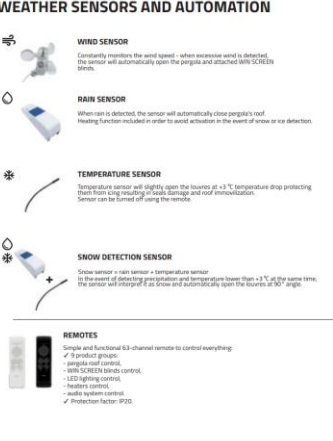 WEATHER SENSORS AND AUTOMATION
WIND SENSOR
Constantly monitors the wind speed - when excessive wind is detected,
the sensor will automatically open the pergola and attached WIN SCREEN
blinds.
RAIN SENSOR
When rain is detected, the sensor will automatically close pergola's roof.
Heating function included in order to avoid activation in the event of snow or ice detection.
TEMPERATURE SENSOR
Temperature sensor will slightly open the louvres at +3 °C temperature drop protecting
them from icing resulting in seals damage and roof immovilization.
Sensor can be turned off using the remote.
+
SNOW DETECTION SENSOR
Snow sensor = rain sensor + temperature sensor
In the event of detecting precipitation and temperature lower than +3 °C at the same time,
the sensor will interpret it as snow and automatically open the louvres at 90° angle.
REMOTES
Simple and functional 63-channel remote to control everything:
✓ 9 product groups:
- pergola roof control,
- WIN SCREEN blinds control,
- LED lighting control,
- heaters control,
- audio system control.
✓ Protection factor: IP20.